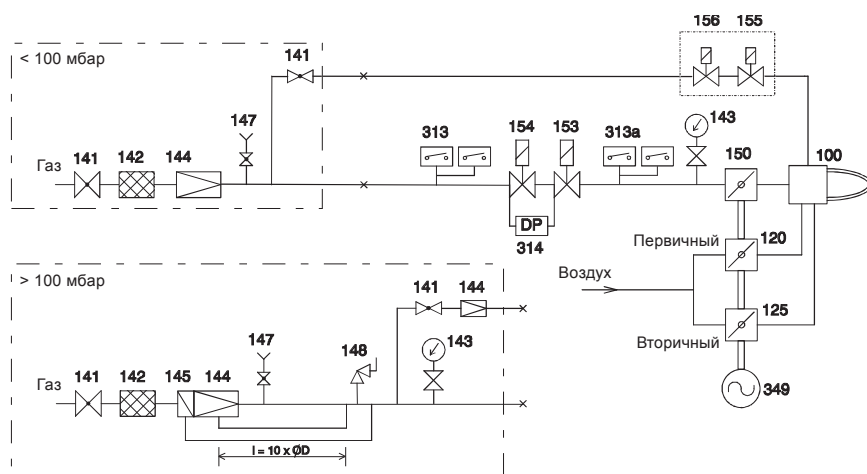 156 155
< 100 мбар
141
147
313
154
153
313a
143
Газ
141 142 144
150
100
DP
314
Первичный
120
Воздух
> 100 мбар
141 144
125
147
148
143
Вторичный
Газ
141 142 145 144
349
l = 10 x ØD